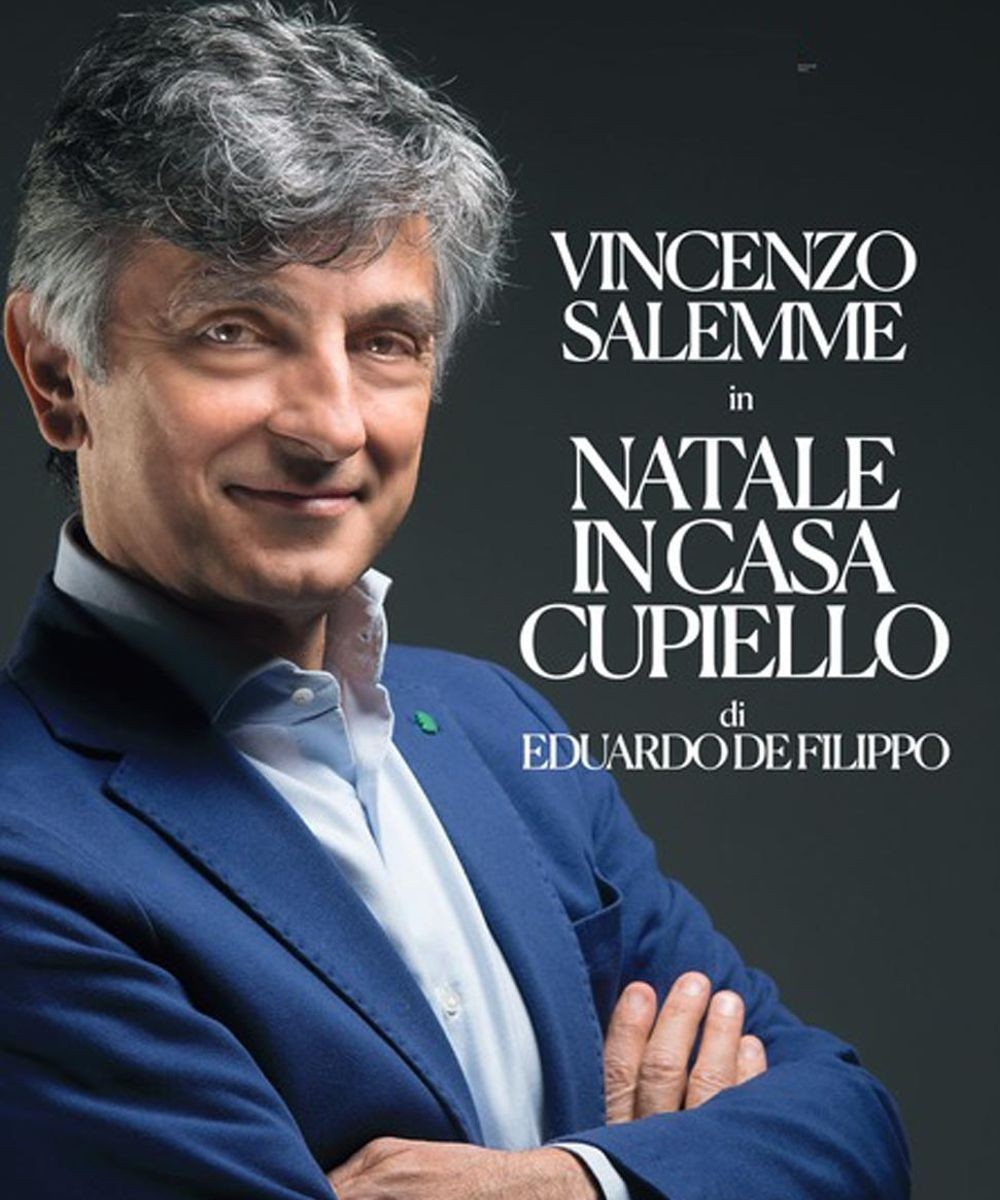 VINCENZO
SALEMME
in
NATALE
IN CASA
CUPIELLO
di
EDUARDO DE FILIPPO